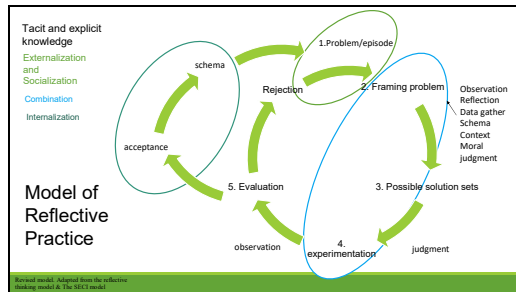 Tacit and explicit
knowledge
Externalization
and
Socialization
Combination
Internalization
schema
1.Problem/episode
Rejection
2. Framing problem
Observation
Reflection
Data gather
Schema
Context
Moral
judgment
acceptance
5. Evaluation
3. Possible solution sets
Model of
Reflective
Practice
observation
4.
experimentation
judgment
Revised model. Adapted from the reflective
thinking model & The SECI model